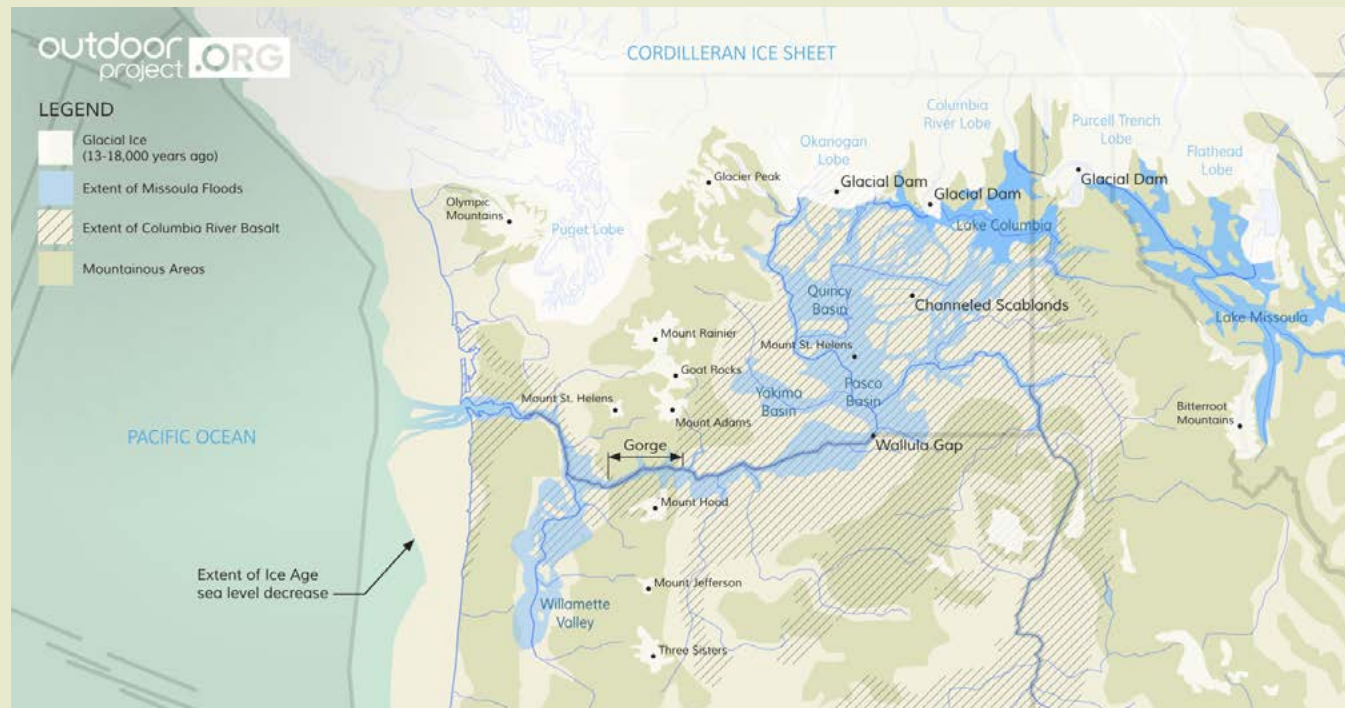 outdoor
project .ORG
LEGEND
Glacial Ice
(13-18,000 years ago)
Extent of Missoula Floods
Extent of Columbia River Basalt
Mountainous Areas
CORDILLERAN ICE SHEET
Okanogan
Lobe
Columbia
River Lobe
Purcell Trench
Lobe
Flathead
Lobe
Glacier Peak
Glacial Dam
Glacial Dam
Glacial Dam
Olympic
Mountains
Puget Lobe
Lake Columbia
Quincy
Basin
Channeled Scablands
Lake Missoula
Mount Rainier
Mount St. Helens
Goat Rocks
Mount St. Helens
Mount Adams
Yakima
Basin
Pasco
Basin
Bitterroot
Mountains
PACIFIC OCEAN
Gorge
Wallula Gap
Mount Hood
Extent of Ice Age
sea level decrease
Mount Jefferson
Willamette
Valley
Three Sisters